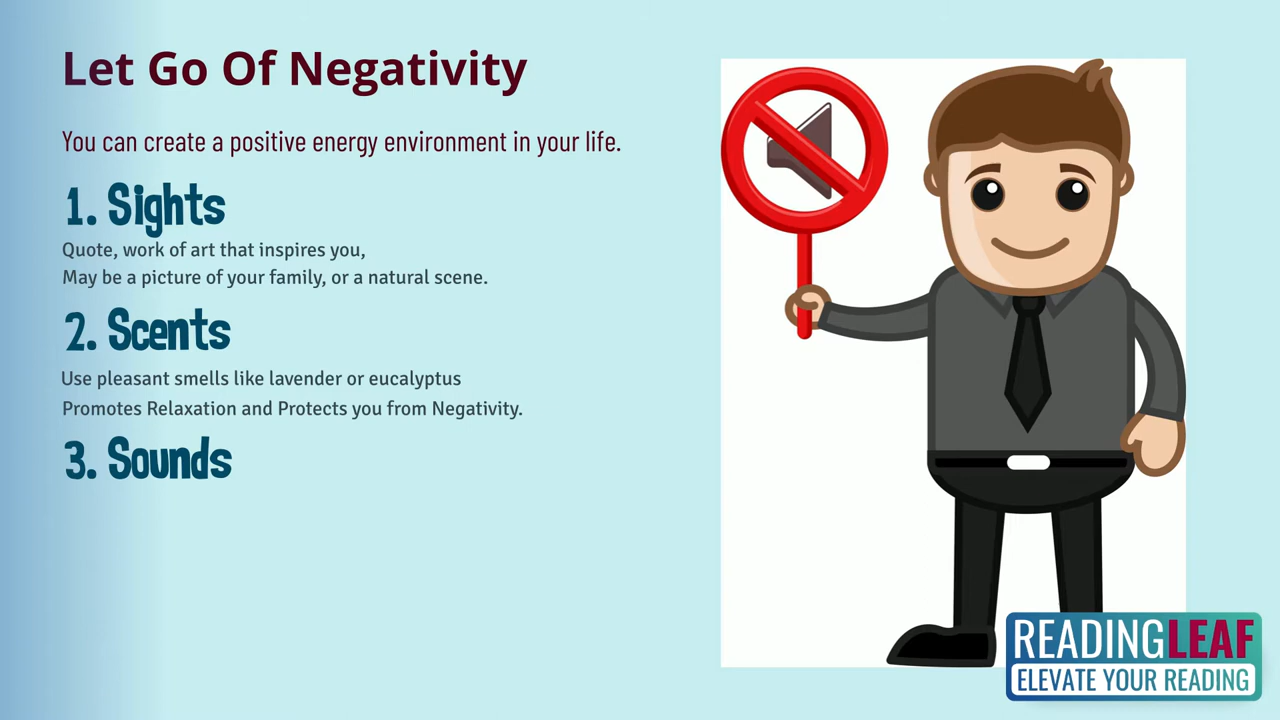 Let Go Of Negativity
You can create a positive energy environment in your life.
1. Sights
Quote, work of art that inspires you,
May be a picture of your family, or a natural scene.
2. Scents
Use pleasant smells like lavender or eucalyptus
Promotes Relaxation and Protects you from Negativity.
3. Sounds
READINGLEAF
ELEVATE YOUR READING